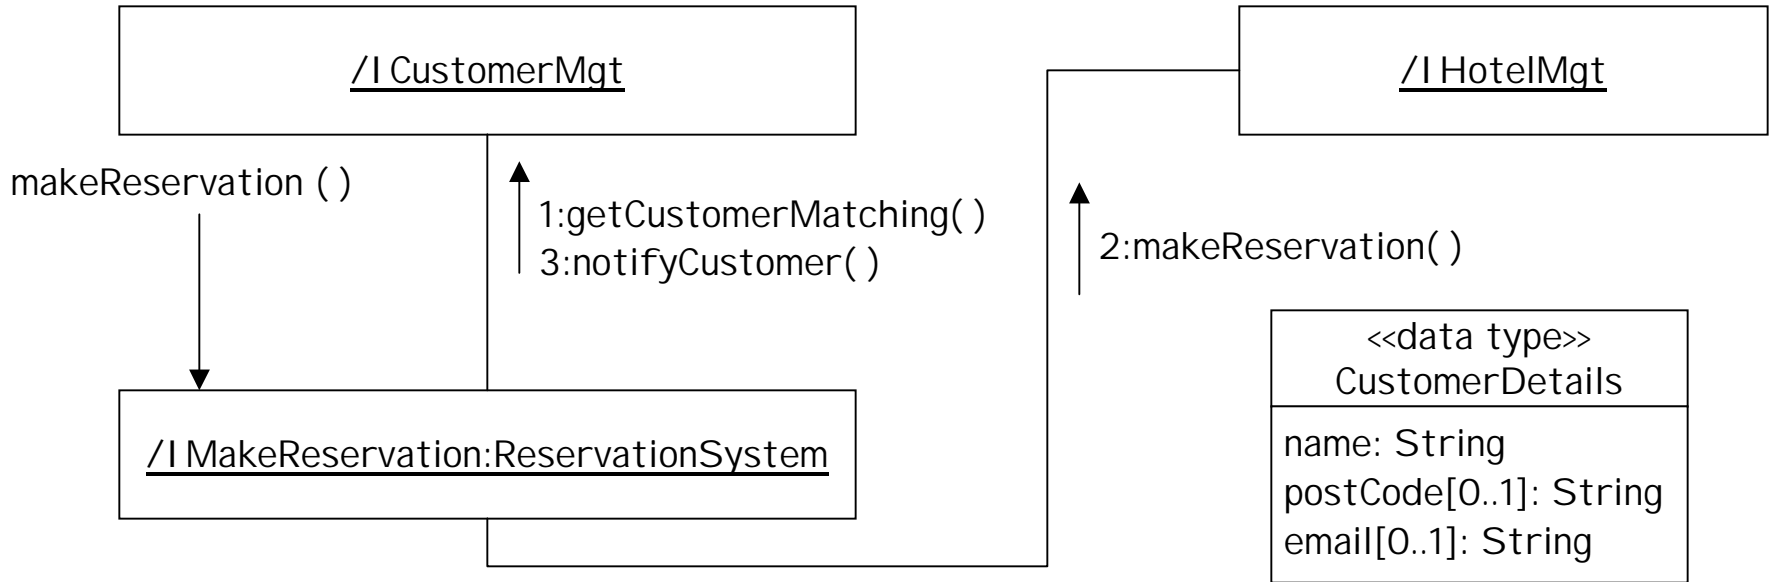 /ICustomerMgt
/IHotelMgt
makeReservation ( )
1:getCustomerMatching( )
3:notifyCustomer( )
2:makeReservation( )
<<data type>>
CustomerDetails
/IMakeReservation:ReservationSystem
name: String
postCode[0..1]: String
email[0..1]: String